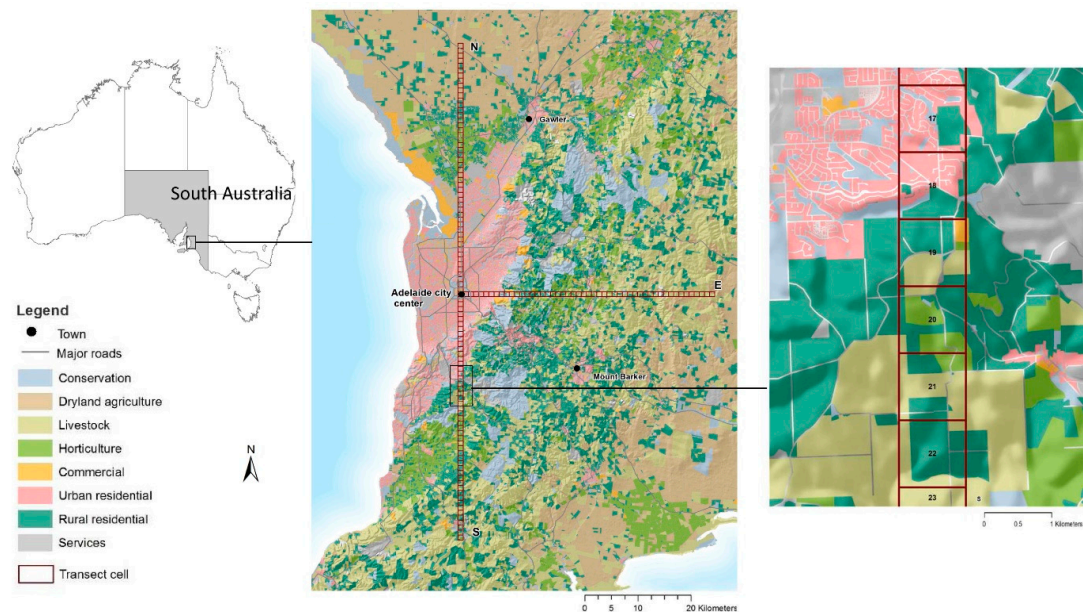 South Australia
Legend
Town
Major roads
Conservation
Dryland agriculture
Livestock
Horticulture
Commercial
Urban residential
Rural residential
Services
Transect cell
N
N
Gawler
Adelaide city
center
E
Mount Barker
S
0 5 10 20 Kilometers
17
18
19
20
21
22
23
5
0 0.5 1 Kilometers